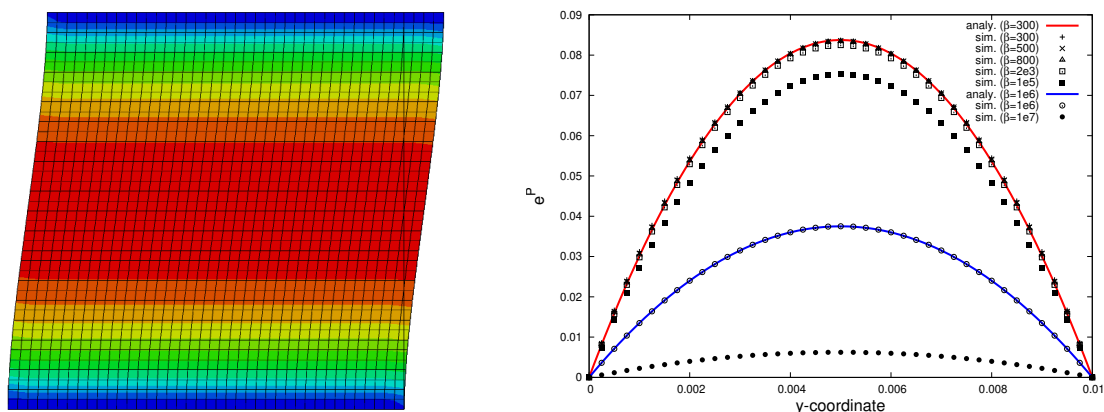 0.09
0.08
0.07
0.06
0.05
0.04
0.03
0.02
0.01
0
e^P
analy. (β=300)
sim. (β=300)
sim. (β=500)
sim. (β=800)
sim. (β=2e3)
sim. (β=1e5)
analy. (β=1e6)
sim. (β=1e6)
sim. (β=1e7)
0 0.002 0.004 0.006 0.008 0.01
y-coordinate